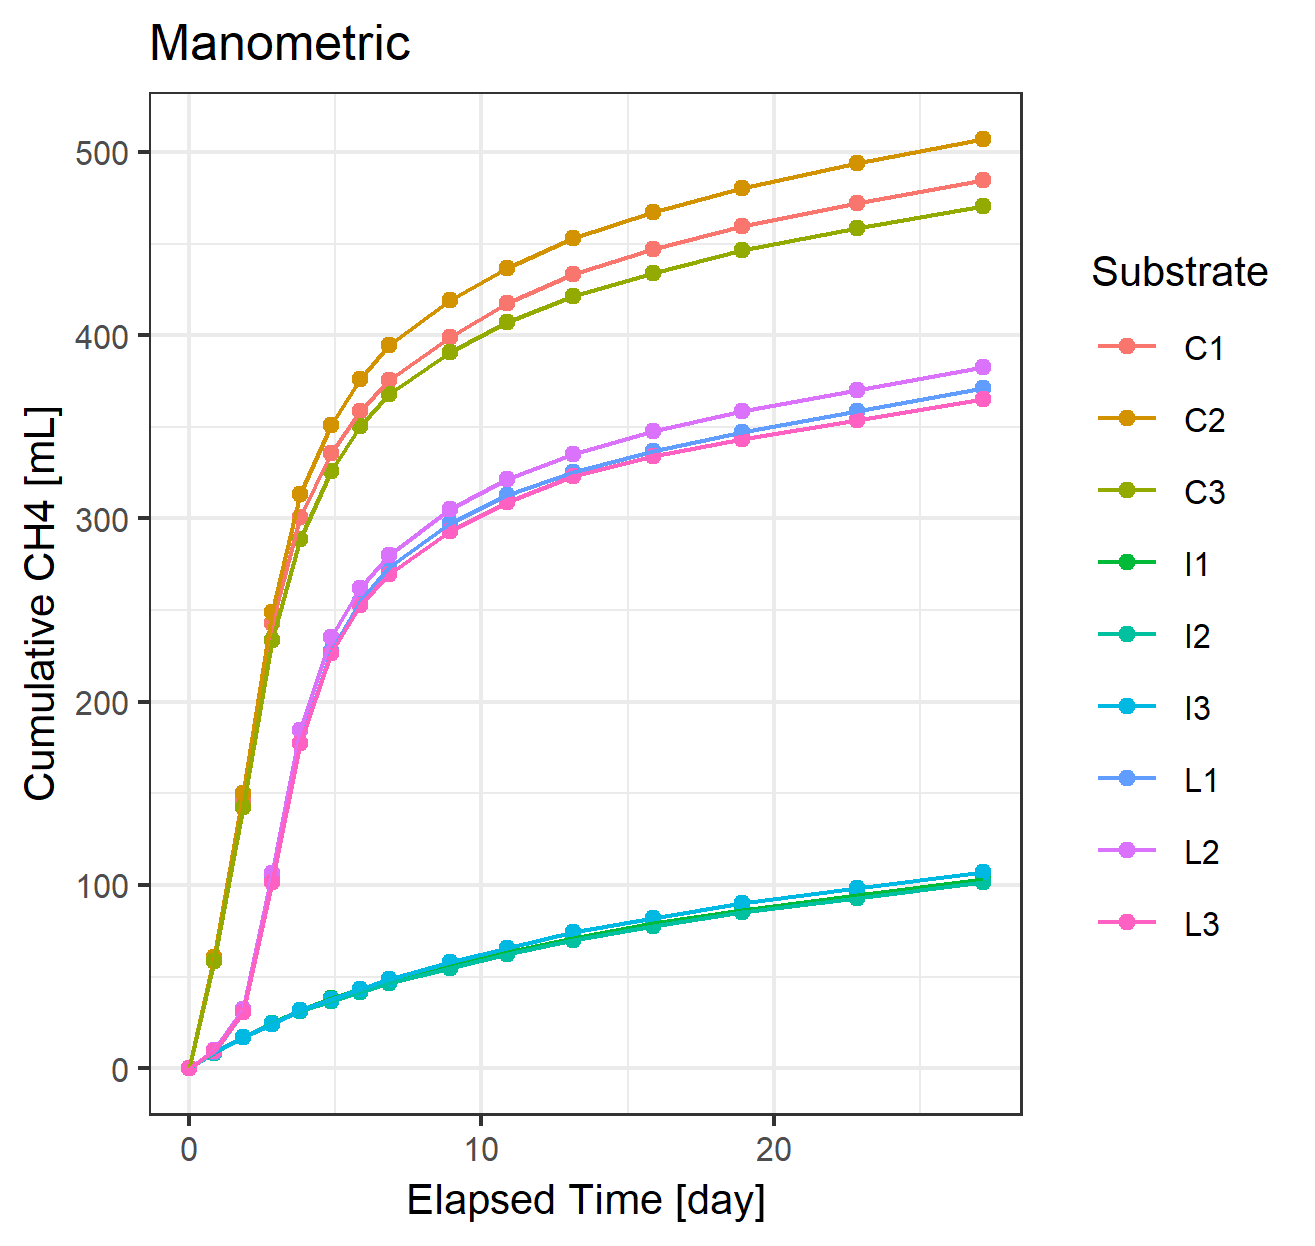 Manometric
500
400
300
200
100
0
Cumulative CH4 [mL]
0 10 20
Elapsed Time [day]
Substrate
C1
C2
C3
I1
I2
I3
L1
L2
L3